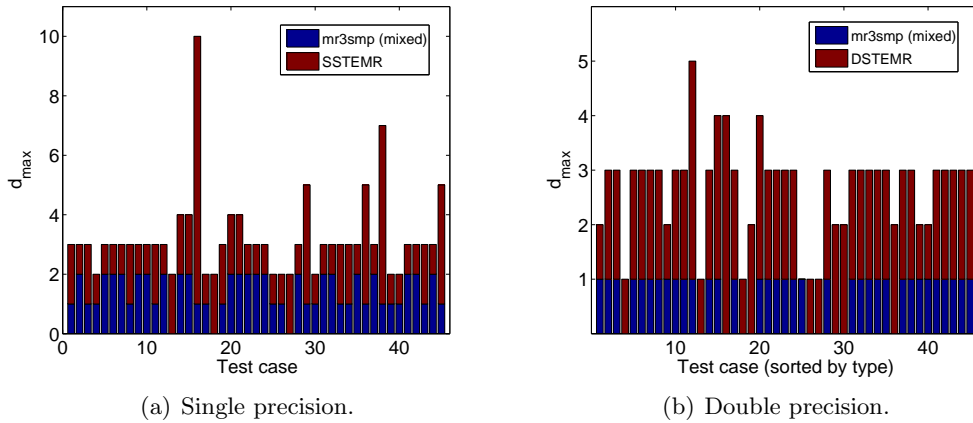 mr3smp (mixed)
SSTEMR
10
8
6
4
2
0
d_max
0 10 20 30 40
Test case
(a) Single precision.
mr3smp (mixed)
DSTEMR
5
4
3
2
1
d_max
10 20 30 40
Test case (sorted by type)
(b) Double precision.